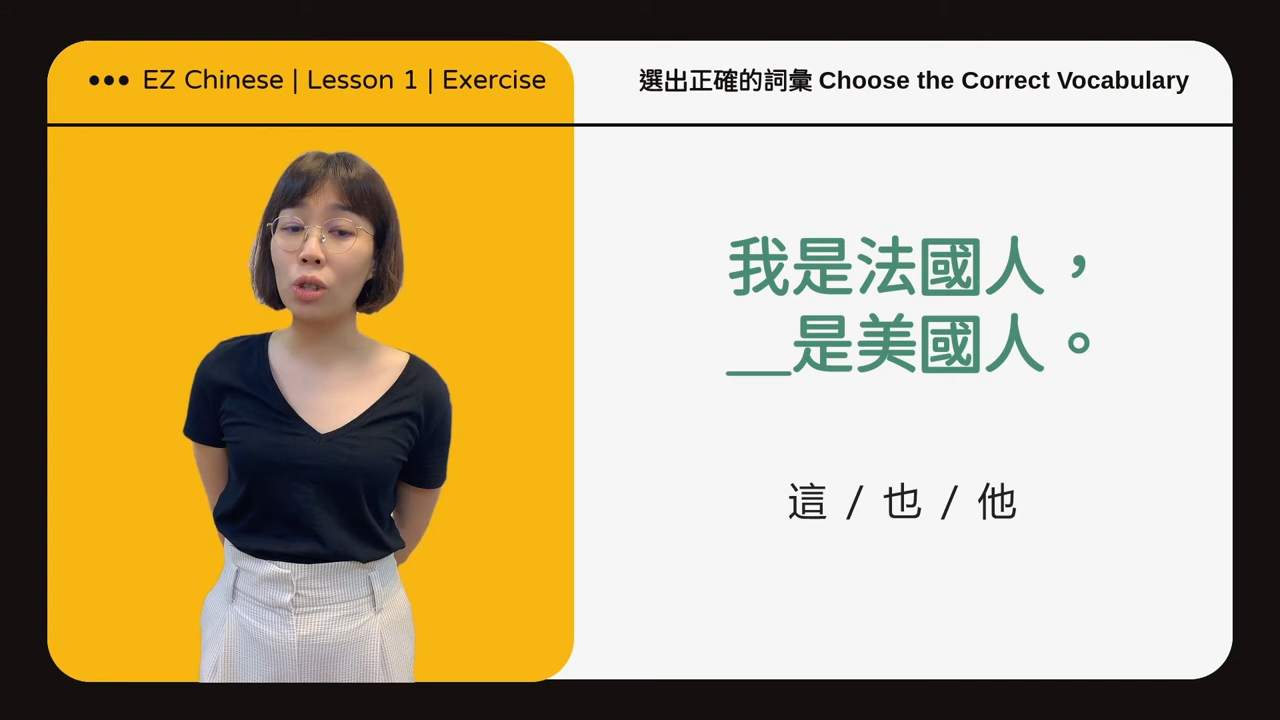 ●●● EZ Chinese | Lesson 1 | Exercise
選出正確的詞彙 Choose the Correct Vocabulary
我是法國人，
__是美國人。
這 / 也 / 他